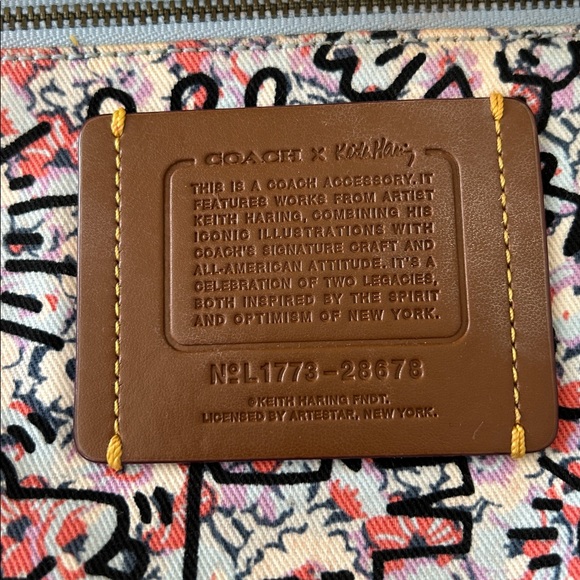 COACH x Keith Haring
THIS IS A COACH ACCESSORY. IT
FEATURES WORKS FROM ARTIST
KEITH HARING, COMBINING HIS
ICONIC ILLUSTRATIONS WITH
COACH'S SIGNATURE CRAFT AND
ALL-AMERICAN ATTITUDE. IT'S A
CELEBRATION OF TWO LEGACIES,
BOTH INSPIRED BY THE SPIRIT
AND OPTIMISM OF NEW YORK.
NºL1773-28678
©KEITH HARING FNDT.
LICENSED BY ARTESTAR, NEW YORK.